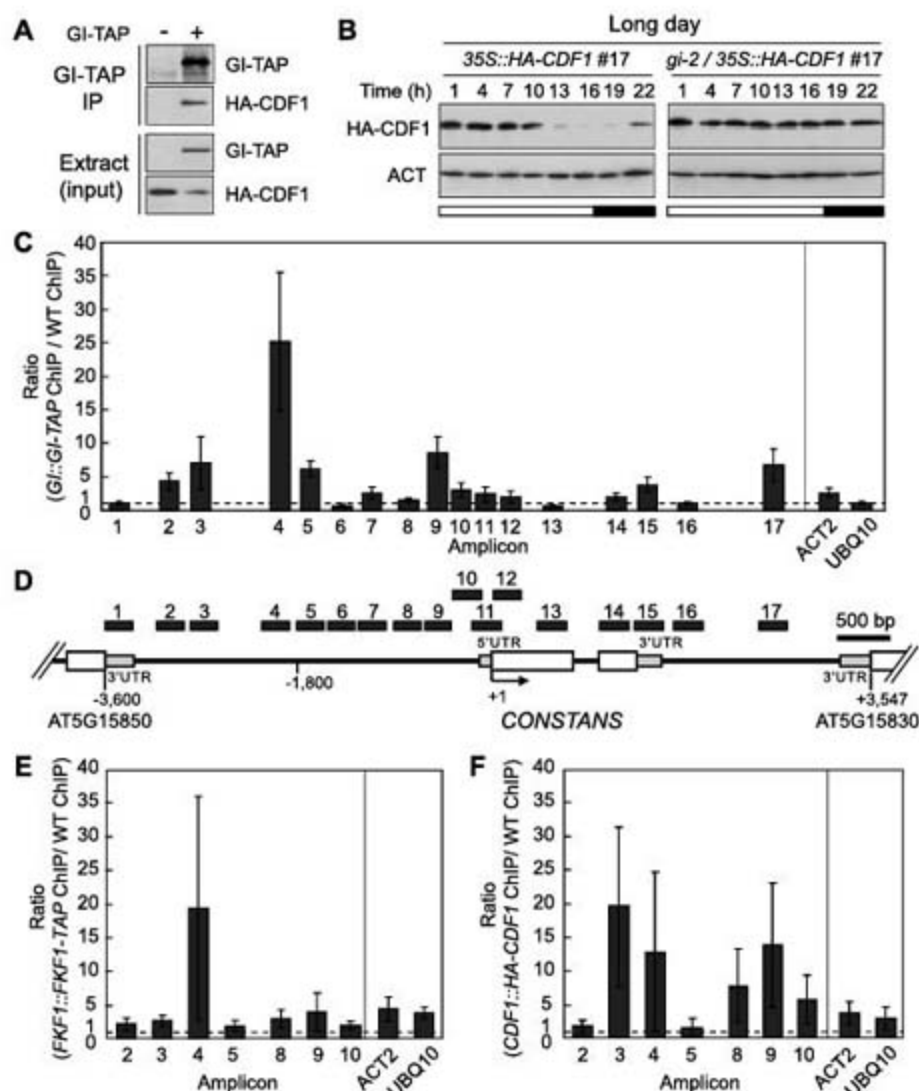 A
GI-TAP - +
GI-TAP IP
GI-TAP
HA-CDF1
Extract (input)
GI-TAP
HA-CDF1
B
Long day
35S::HA-CDF1 #17
gi-2 / 35S::HA-CDF1 #17
Time (h) 1 4 7 10 13 16 19 22 1 4 7 10 13 16 19 22
HA-CDF1
ACT
C
Ratio
(GI::GI-TAP ChIP / WT ChIP)
40
35
30
25
20
15
10
5
1
0
1 2 3 4 5 6 7 8 9 10 11 12 13 14 15 16 17 ACT2 UBQ10
Amplicon
D
10 12
1 2 3 4 5 6 7 8 9 11 13 14 15 16 17 500 bp
5'UTR 3'UTR
3'UTR 3'UTR
-3,600 -1,800 +1 +3,547
AT5G15850 CONSTANS AT5G15830
E
Ratio
(FKF1::FKF1-TAP ChIP/ WT ChIP)
40
35
30
25
20
15
10
5
1
0
2 3 4 5 8 9 10 ACT2 UBQ10
Amplicon
F
Ratio
(CDF1::HA-CDF1 ChIP/ WT ChIP)
40
35
30
25
20
15
10
5
1
0
2 3 4 5 8 9 10 ACT2 UBQ10
Amplicon